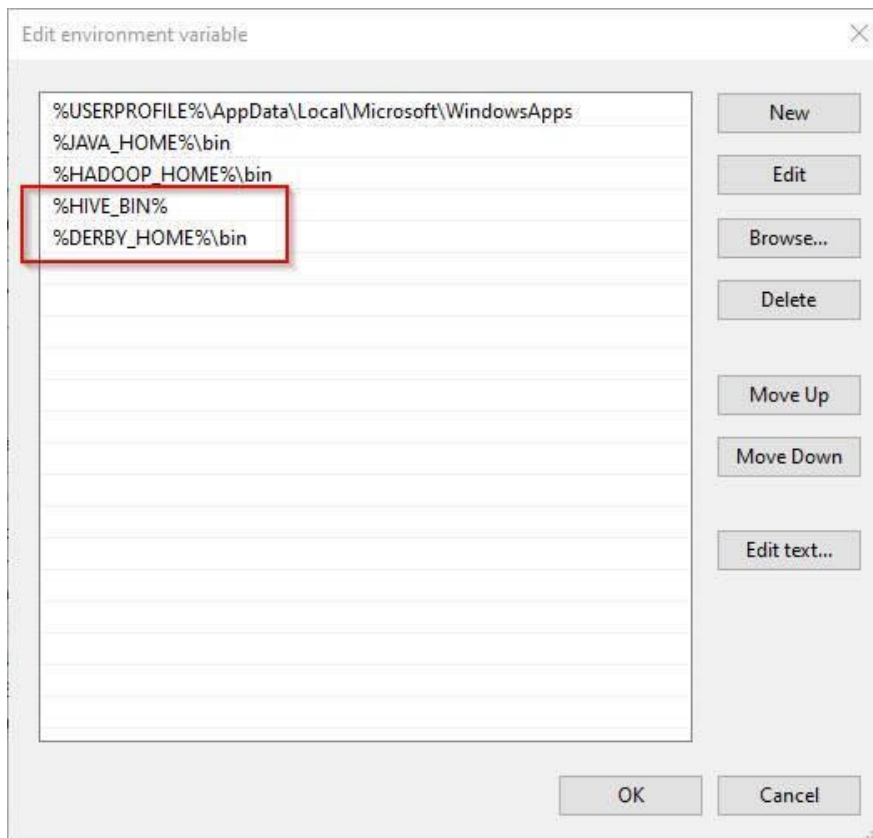 Edit environment variable
%USERPROFILE%\AppData\Local\Microsoft\WindowsApps
%JAVA_HOME%\bin
%HADOOP_HOME%\bin
%HIVE_BIN%
%DERBY_HOME%\bin
New
Edit
Browse...
Delete
Move Up
Move Down
Edit text...
OK
Cancel